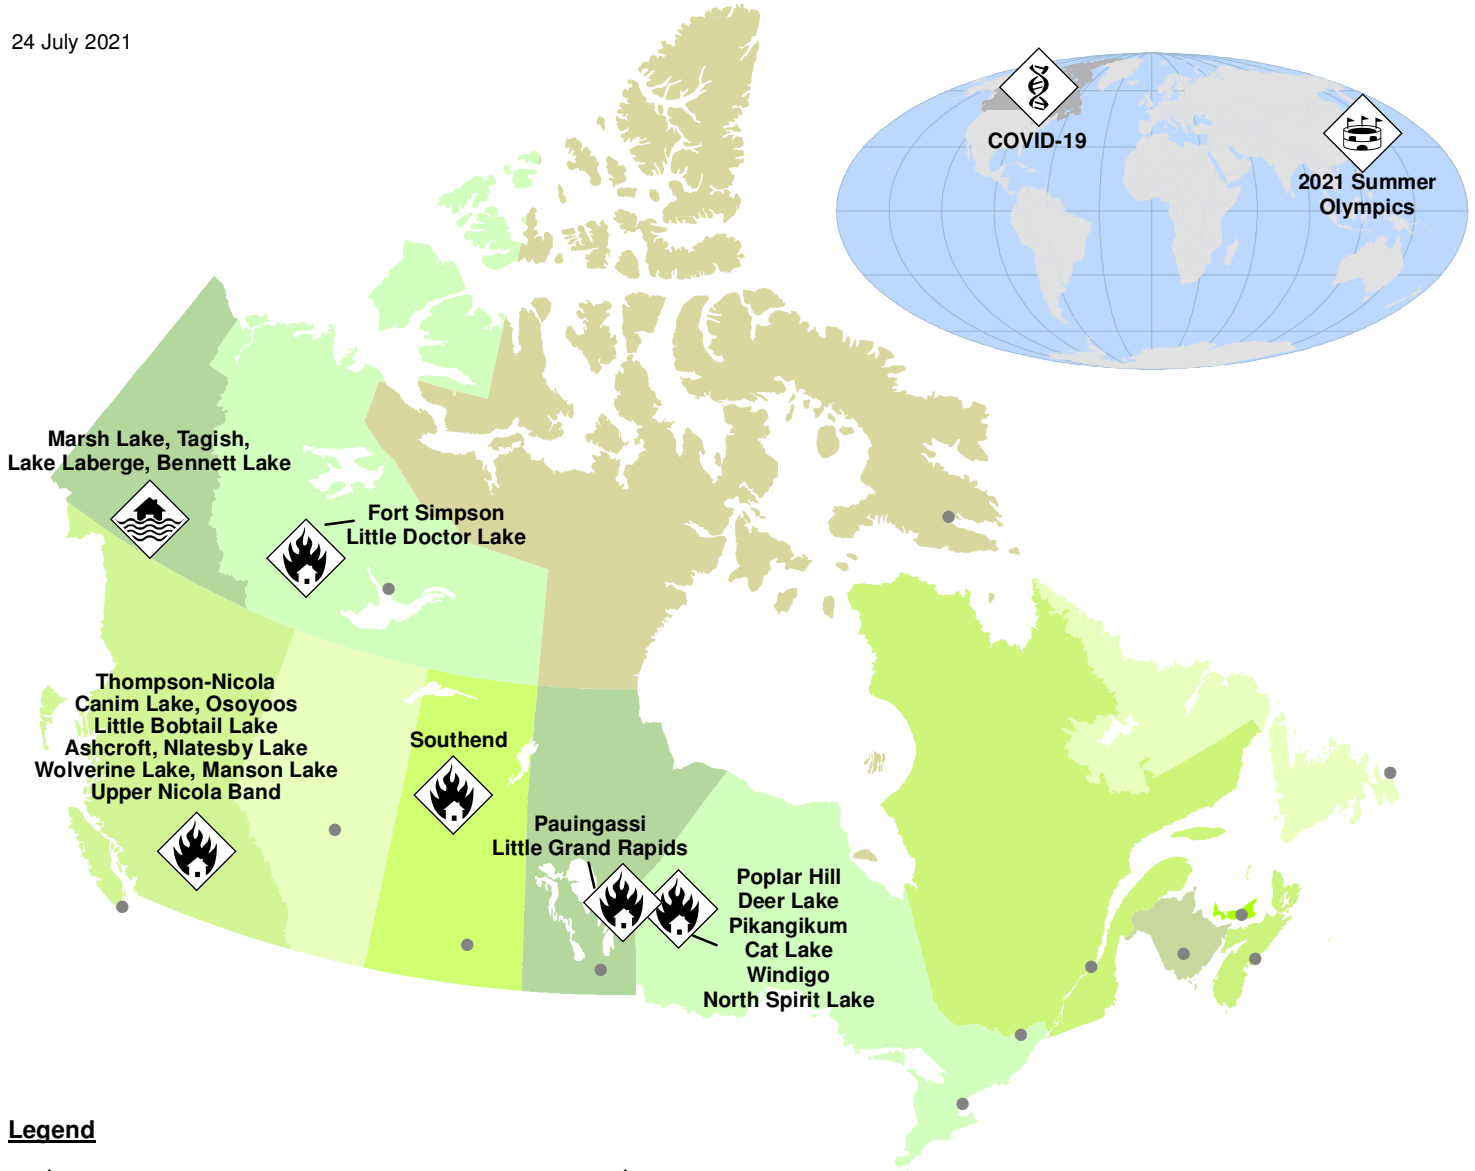 24 July 2021
COVID-19
2021 Summer
Olympics
Marsh Lake, Tagish,
Lake Laberge, Bennett Lake
Fort Simpson
Little Doctor Lake
Thompson-Nicola
Canim Lake, Osoyoos
Little Bobtail Lake
Ashcroft, Nlatesby Lake
Wolverine Lake, Manson Lake
Upper Nicola Band
Southend
Pauingassi
Little Grand Rapids
Poplar Hill
Deer Lake
Pikangikum
Cat Lake
Windigo
North Spirit Lake
Legend